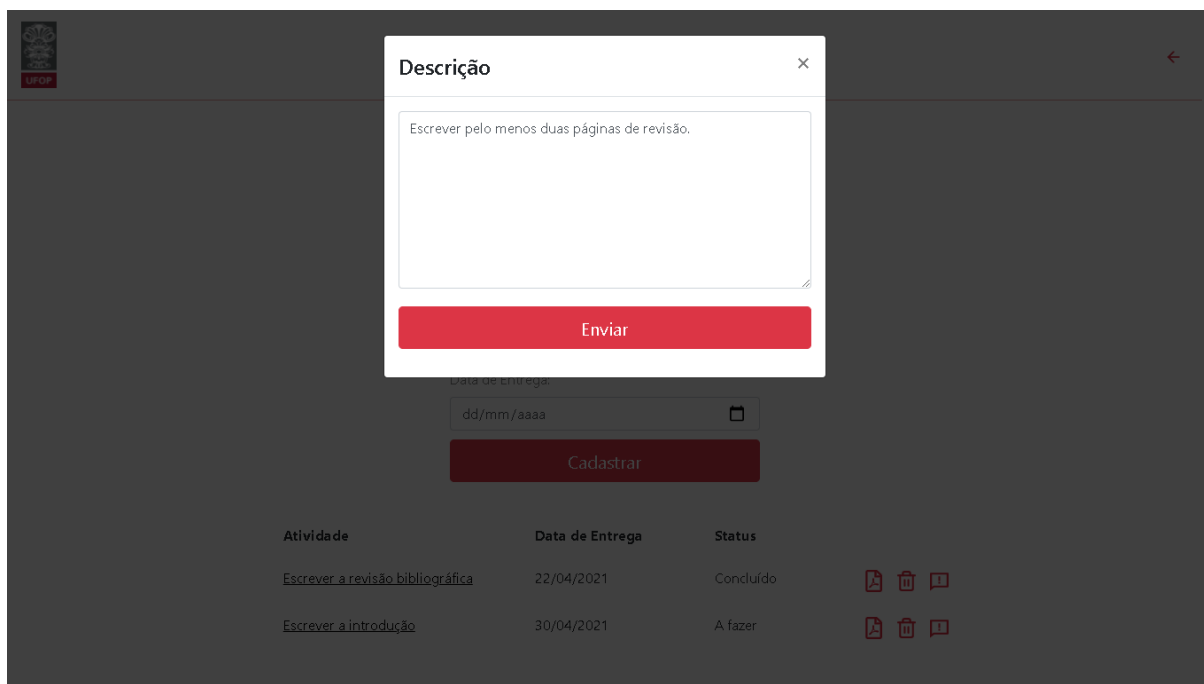 UFOP
Descrição
×
Escrever pelo menos duas páginas de revisão.
Enviar
Data de Entrega:
dd/mm/aaaa
Cadastrar
Atividade Data de Entrega Status
Escrever a revisão bibliográfica 22/04/2021 Concluído
Escrever a introdução 30/04/2021 A fazer